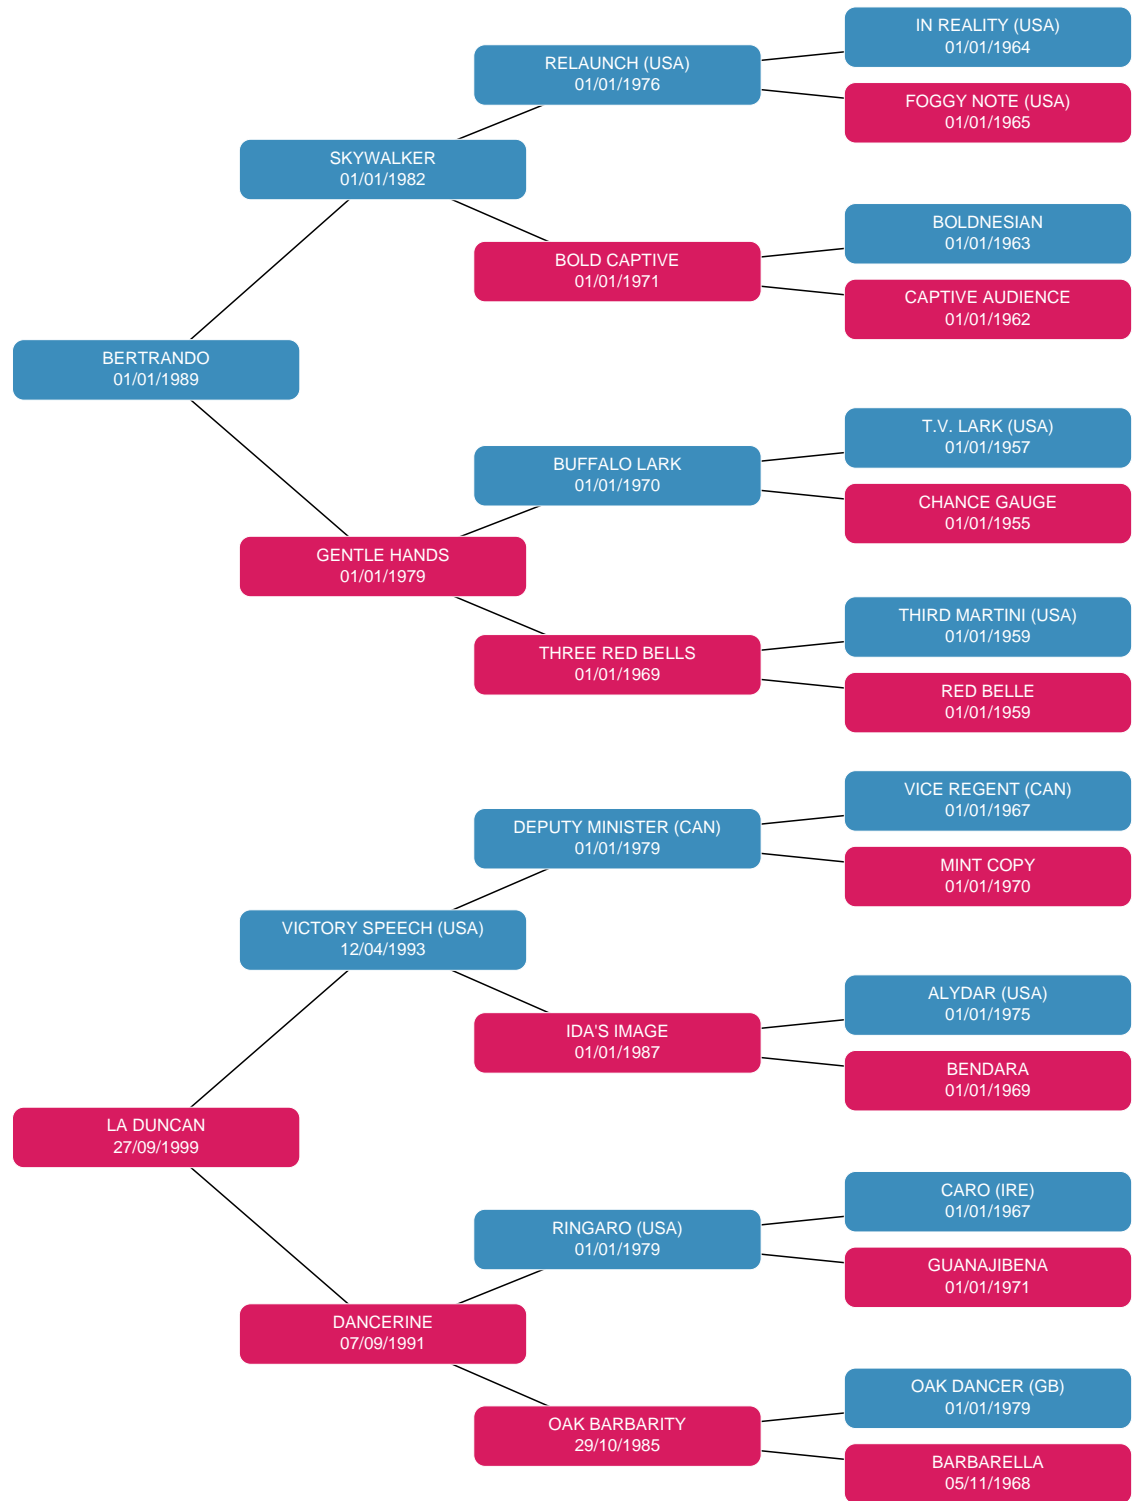 IN REALITY (USA)
01/01/1964
RELAUNCH (USA)
01/01/1976
FOGGY NOTE (USA)
01/01/1965
SKYWALKER
01/01/1982
BOLDNESIAN
01/01/1963
BOLD CAPTIVE
01/01/1971
CAPTIVE AUDIENCE
01/01/1962
BERTRANDO
01/01/1989
T.V. LARK (USA)
01/01/1957
BUFFALO LARK
01/01/1970
CHANCE GAUGE
01/01/1955
GENTLE HANDS
01/01/1979
THIRD MARTINI (USA)
01/01/1959
THREE RED BELLS
01/01/1969
RED BELLE
01/01/1959
VICE REGENT (CAN)
01/01/1967
DEPUTY MINISTER (CAN)
01/01/1979
MINT COPY
01/01/1970
VICTORY SPEECH (USA)
12/04/1993
ALYDAR (USA)
01/01/1975
IDA'S IMAGE
01/01/1987
BENDARA
01/01/1969
LA DUNCAN
27/09/1999
CARO (IRE)
01/01/1967
RINGARO (USA)
01/01/1979
GUANAJIBENA
01/01/1971
DANCERINE
07/09/1991
OAK DANCER (GB)
01/01/1979
OAK BARBARITY
29/10/1985
BARBARELLA
05/11/1968